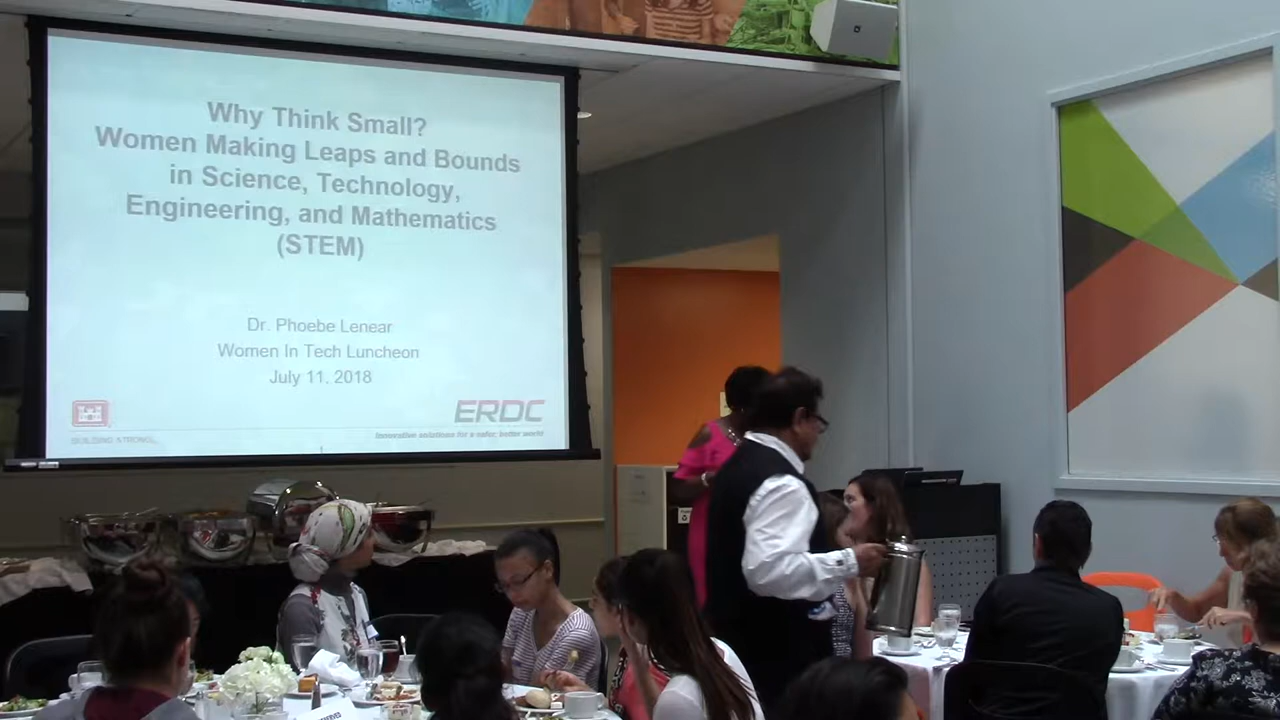 Why Think Small?
Women Making Leaps and Bounds
in Science, Technology,
Engineering, and Mathematics
(STEM)
Dr. Phoebe Lenear
Women In Tech Luncheon
July 11, 2018
ERDC
BUILDING STRONG
Innovative solutions for a safer, better world
RESERVED